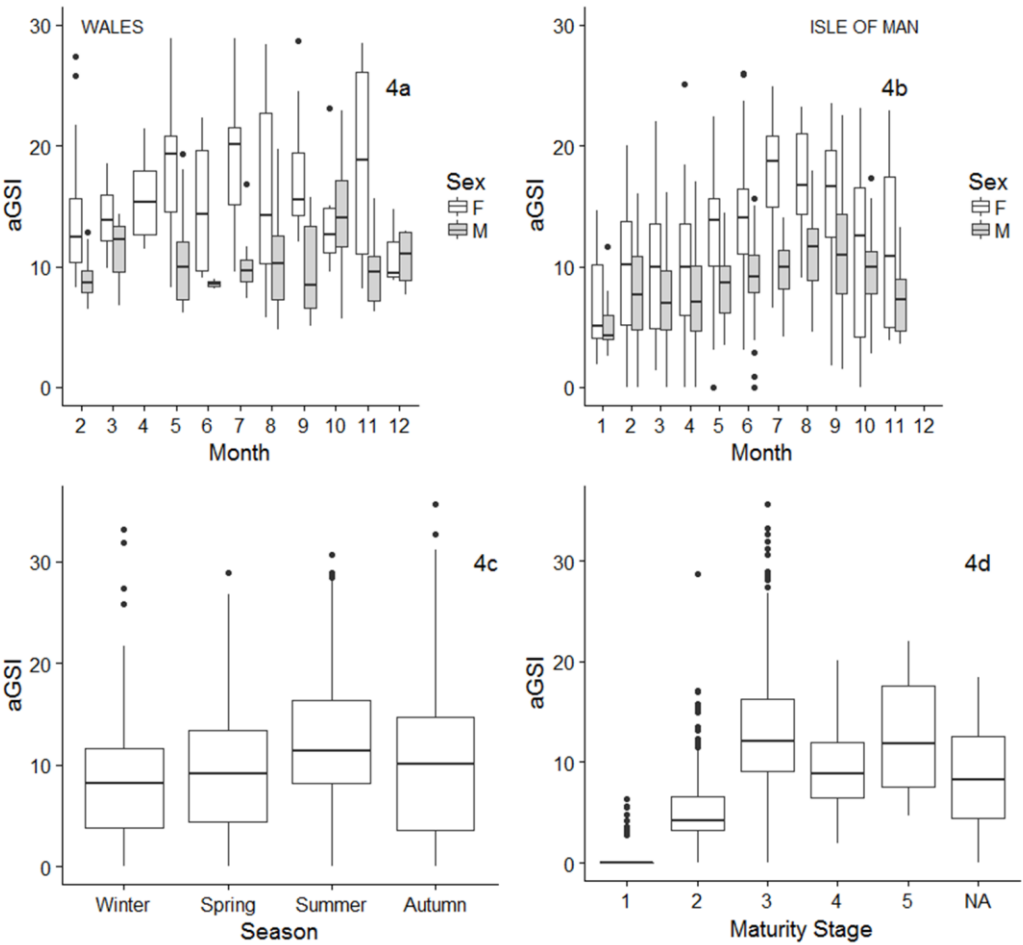 WALES
4a
aGSI
30
20
10
0
2 3 4 5 6 7 8 9 10 11 12
Month
Sex
F
M
ISLE OF MAN
4b
aGSI
30
20
10
0
1 2 3 4 5 6 7 8 9 10 11 12
Month
Sex
F
M
4c
aGSI
30
20
10
0
Winter Spring Summer Autumn
Season
4d
aGSI
30
20
10
0
1 2 3 4 5 NA
Maturity Stage